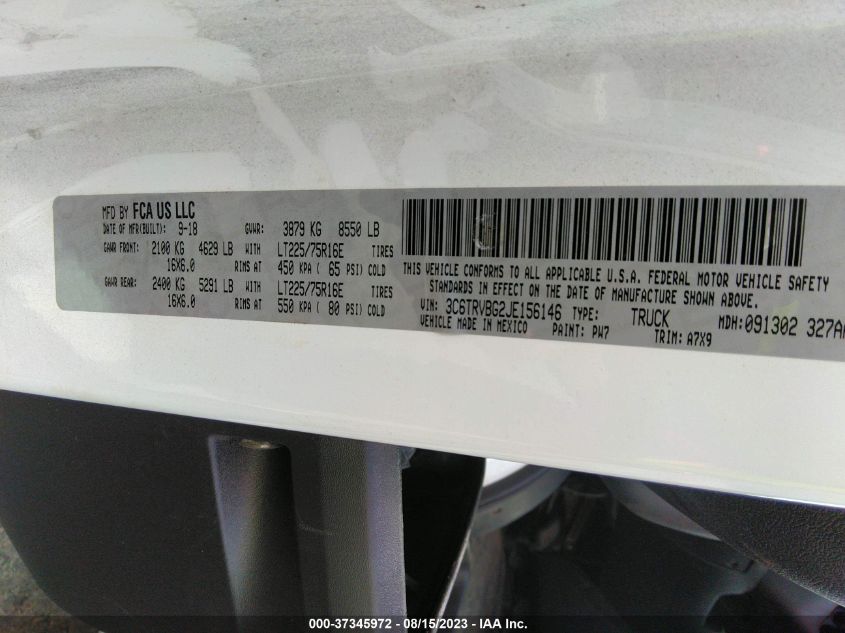 MFD BY FCA US LLC
DATE OF MFR(BUILT): 9-18 GVWR: 3879 KG 8550 LB
GAWR FRONT: 2100 KG 4629 LB WITH LT225/75R16E TIRES
16X6.0 RIMS AT 450 KPA ( 65 PSI) COLD
GAWR REAR: 2400 KG 5291 LB WITH LT225/75R16E TIRES
16X6.0 RIMS AT 550 KPA ( 80 PSI) COLD
THIS VEHICLE CONFORMS TO ALL APPLICABLE U.S.A. FEDERAL MOTOR VEHICLE SAFETY
STANDARDS IN EFFECT ON THE DATE OF MANUFACTURE SHOWN ABOVE.
VIN: 3C6TRVBG2JE156146 TYPE: TRUCK MDH:091302 327
VEHICLE MADE IN MEXICO PAINT: PW7 TRIM: A7X9
000-37345972 - 08/15/2023 - IAA Inc.